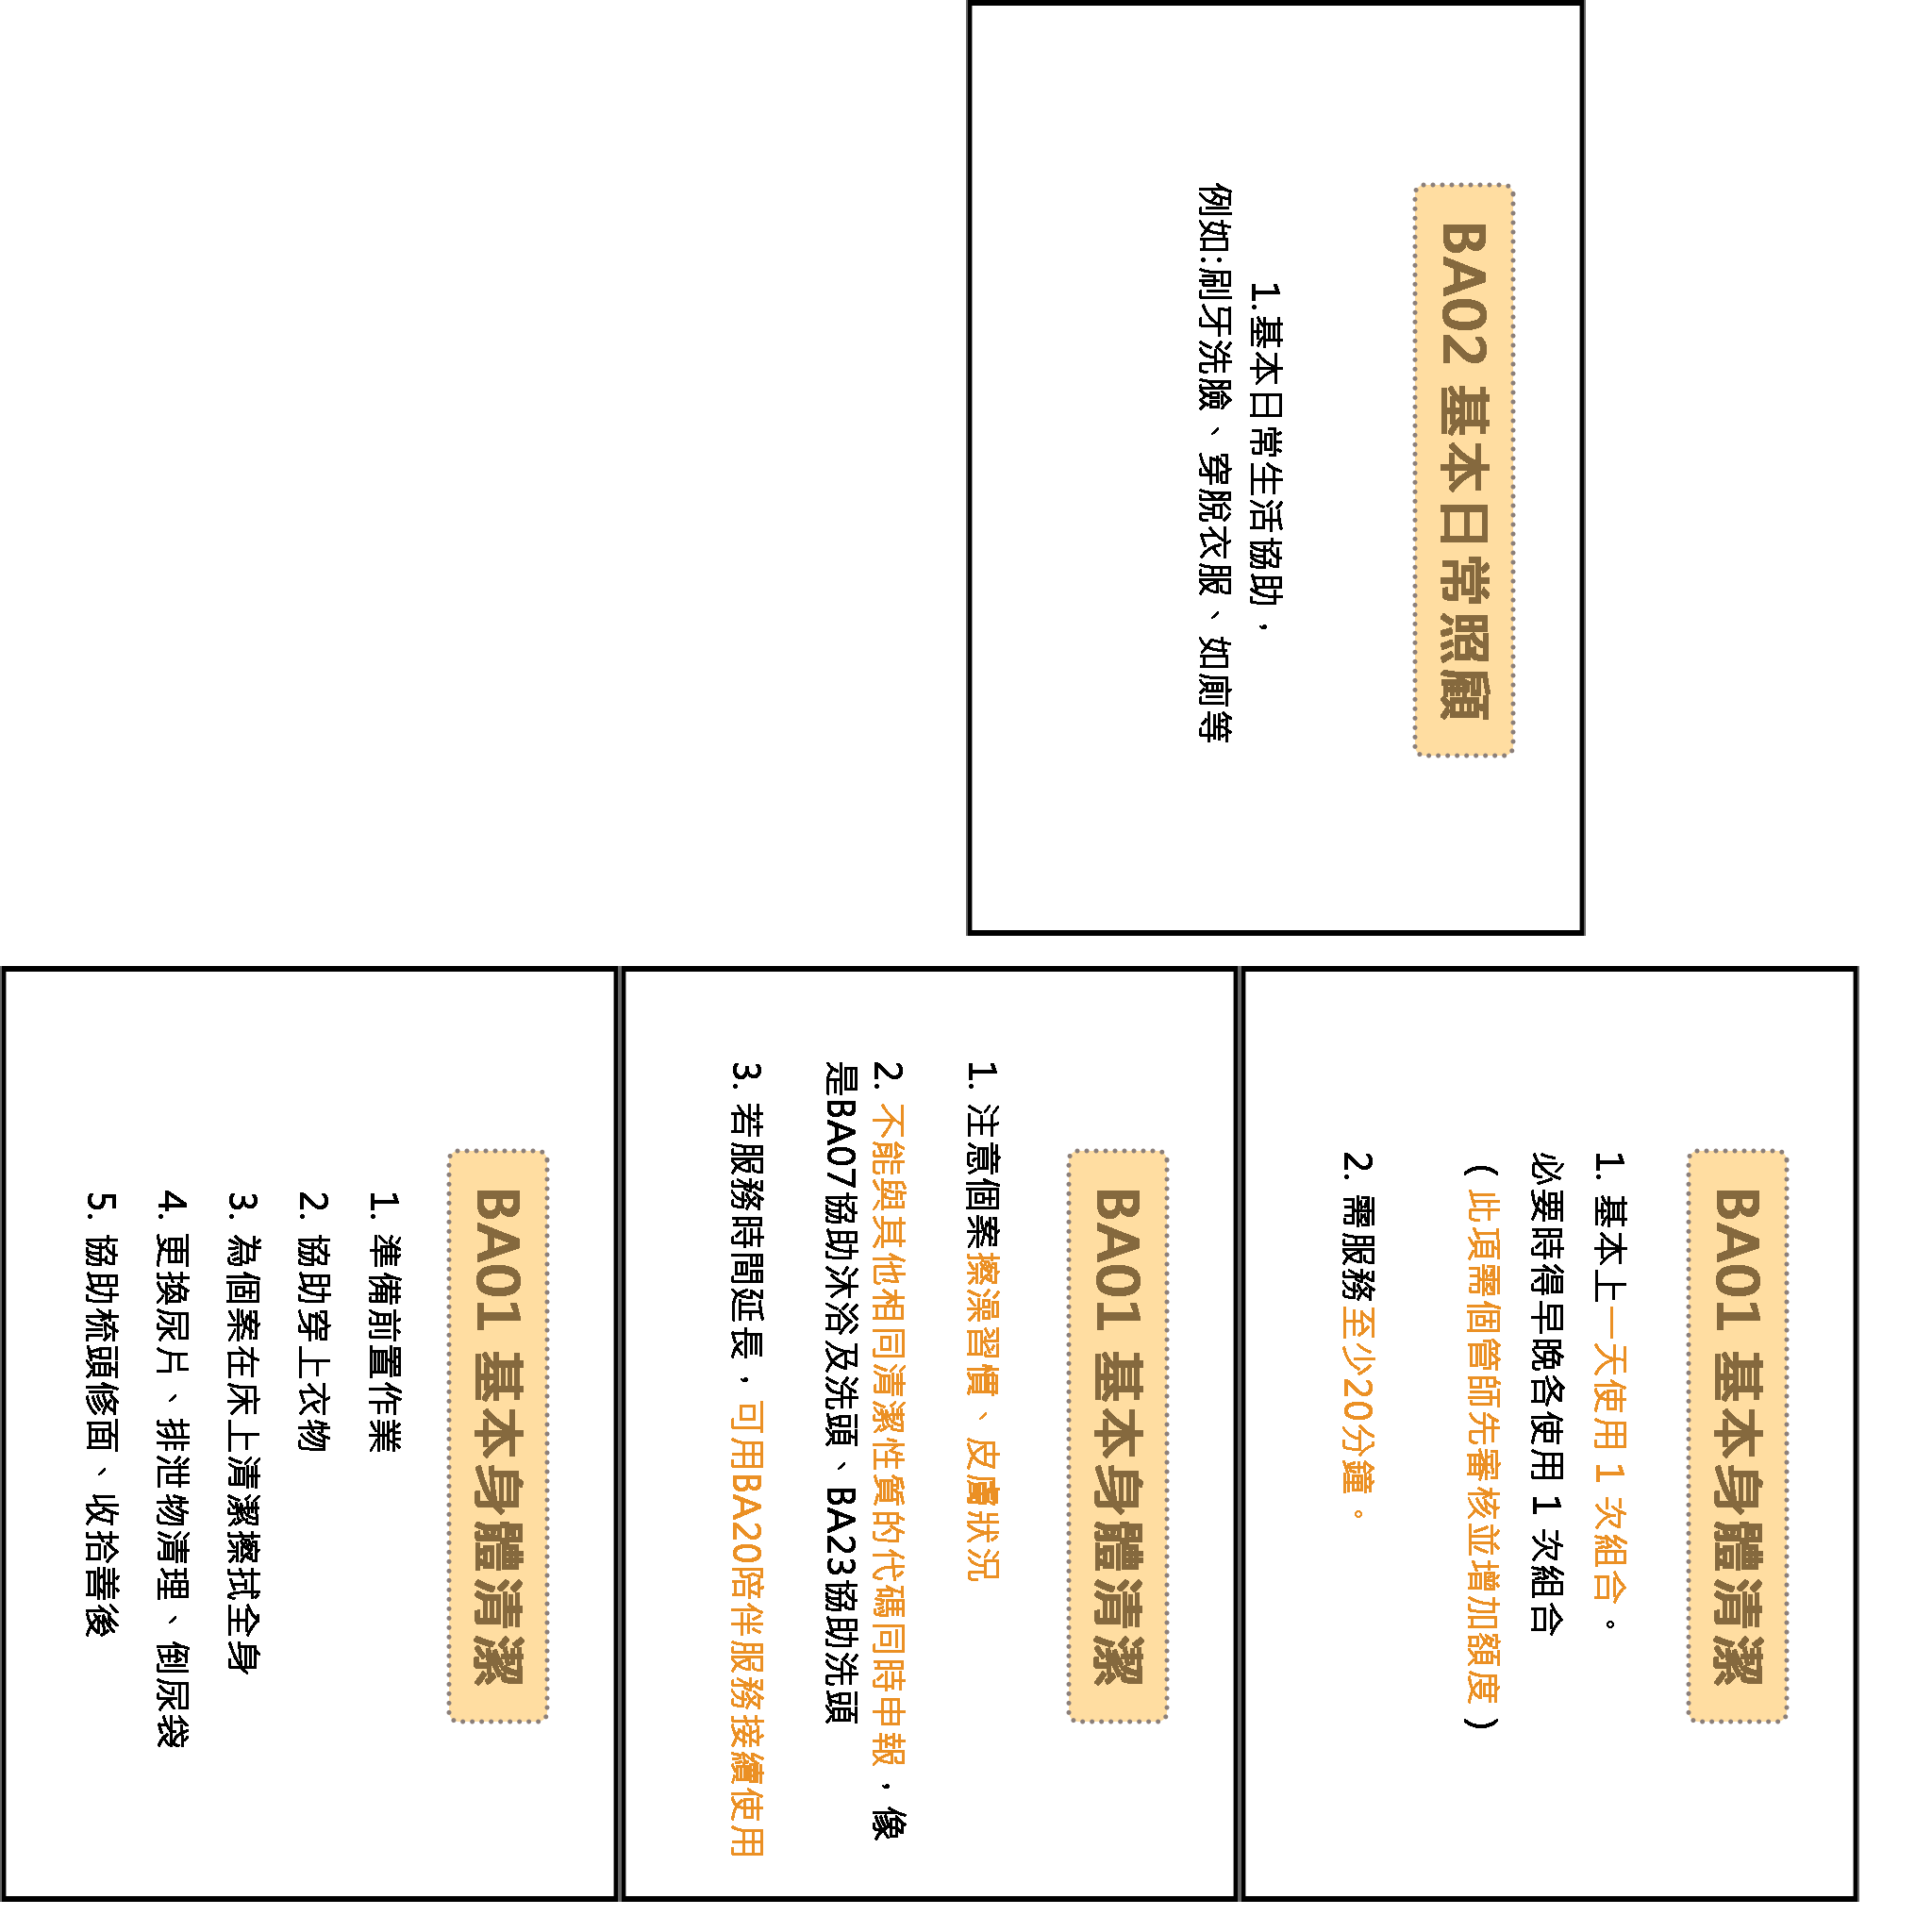 BA02 基本日常照顧
1.基本日常生活協助，
例如:刷牙洗臉、穿脫衣服、如廁等
BA01 基本身體清潔
1. 基本上一天使用 1 次組合。
必要時得早晚各使用 1 次組合
( 此項需個管師先審核並增加額度 )
2. 需服務至少20分鐘。
BA01 基本身體清潔
1. 注意個案擦澡習慣、皮膚狀況
2. 不能與其他相同清潔性質的代碼同時申報，像
是BA07協助沐浴及洗頭、BA23協助洗頭
3. 若服務時間延長，可用BA20陪伴服務接續使用
BA01 基本身體清潔
1. 準備前置作業
2. 協助穿上衣物
3. 為個案在床上清潔擦拭全身
4. 更換尿片、排泄物清理、倒尿袋
5. 協助梳頭修面、收拾善後